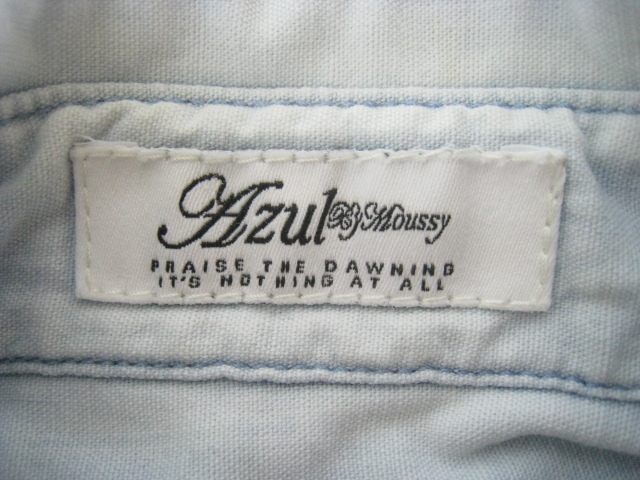 Azul By Moussy
PRAISE THE DAWNING
IT'S NOTHING AT ALL